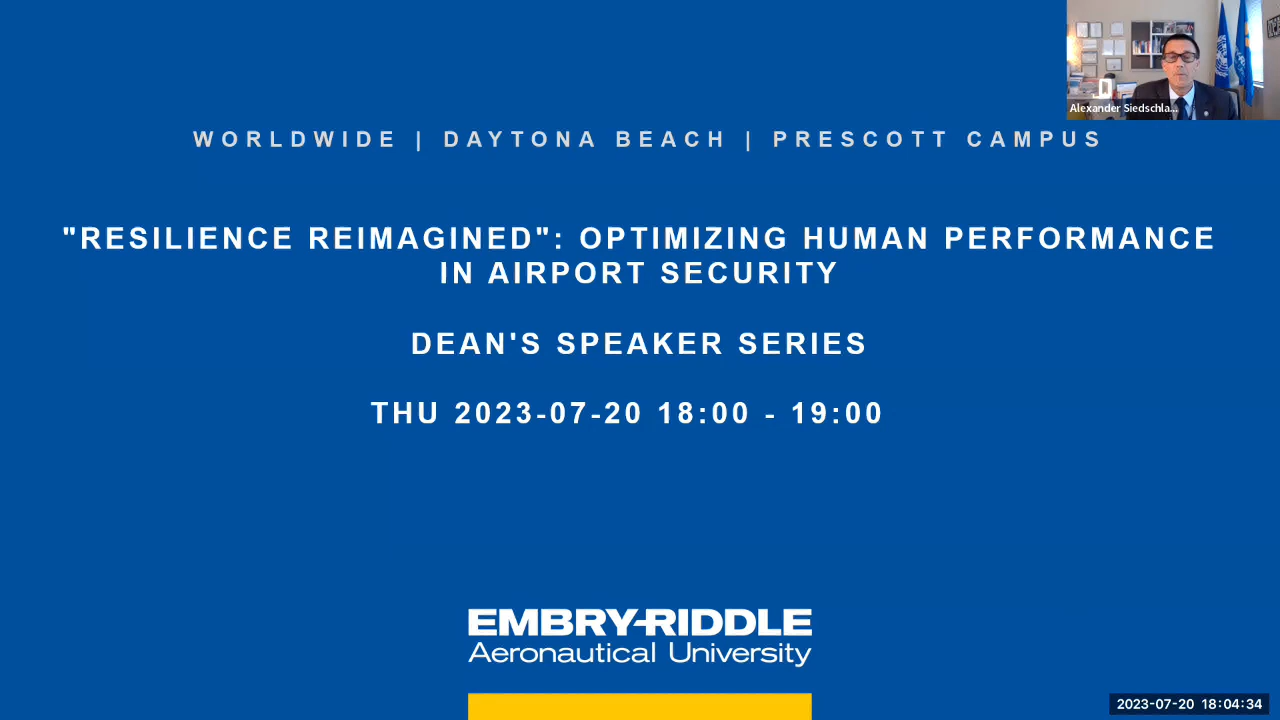 Alexander Siedschla...
WORLDWIDE | DAYTONA BEACH | PRESCOTT CAMPUS
"RESILIENCE REIMAGINED": OPTIMIZING HUMAN PERFORMANCE
IN AIRPORT SECURITY
DEAN'S SPEAKER SERIES
THU 2023-07-20 18:00 - 19:00
EMBRY-RIDDLE
Aeronautical University
2023-07-20 18:04:34